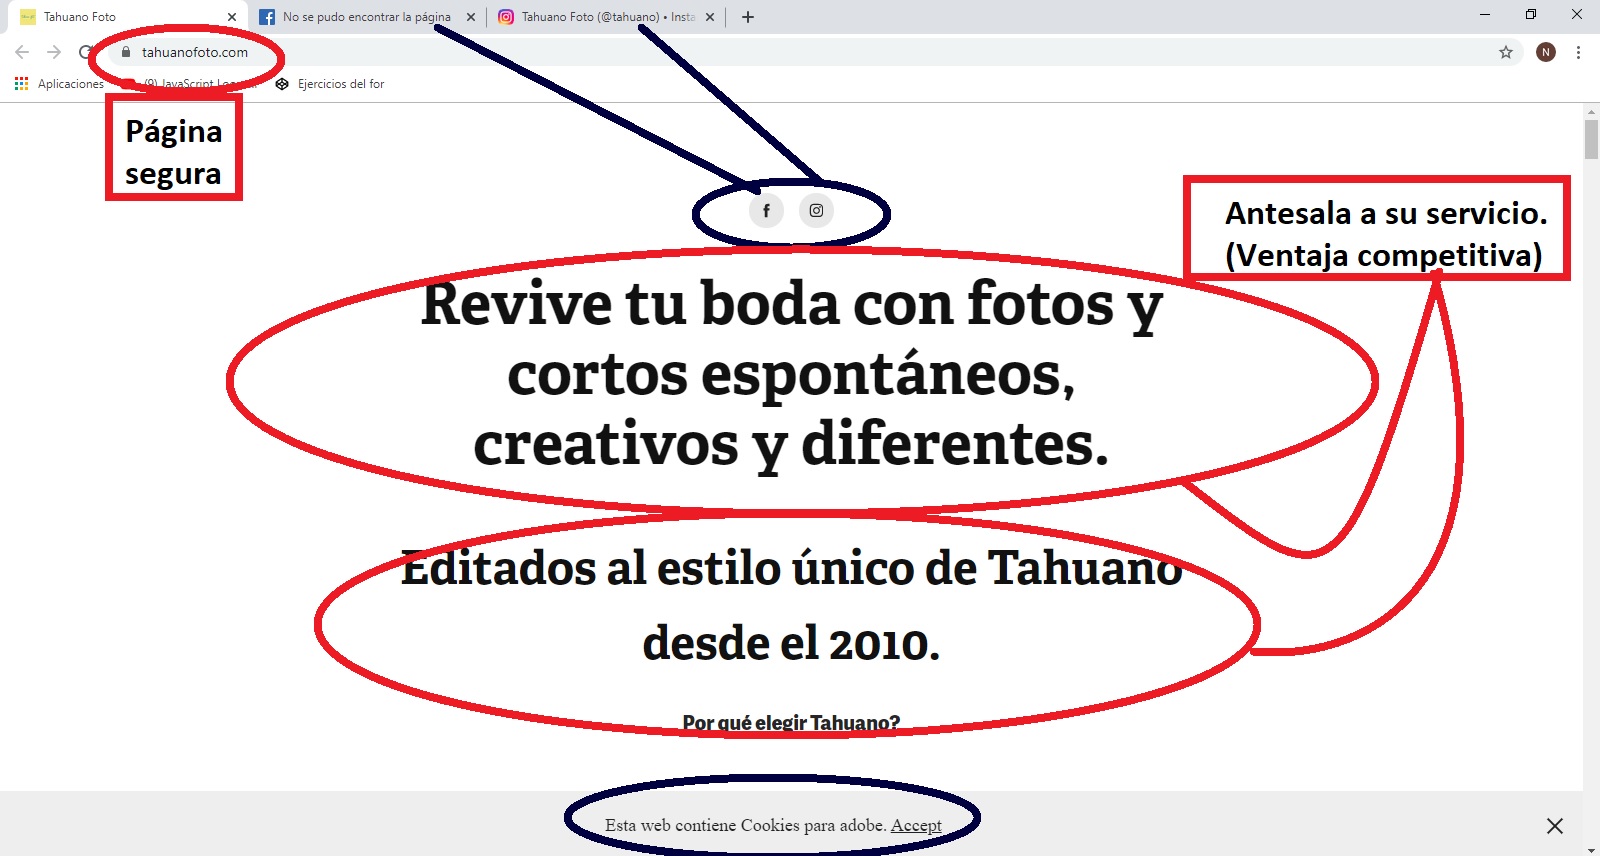 Tahuano Foto
No se pudo encontrar la página
Tahuano Foto (@tahuano) • Insta
tahuanofoto.com
N
Aplicaciones
(9) JavaScript
Ejercicios del for
Página
segura
Antesala a su servicio.
(Ventaja competitiva)
Revive tu boda con fotos y
cortos espontáneos,
creativos y diferentes.
Editados al estilo único de Tahuano
desde el 2010.
Por qué elegir Tahuano?
Esta web contiene Cookies para adobe. Accept